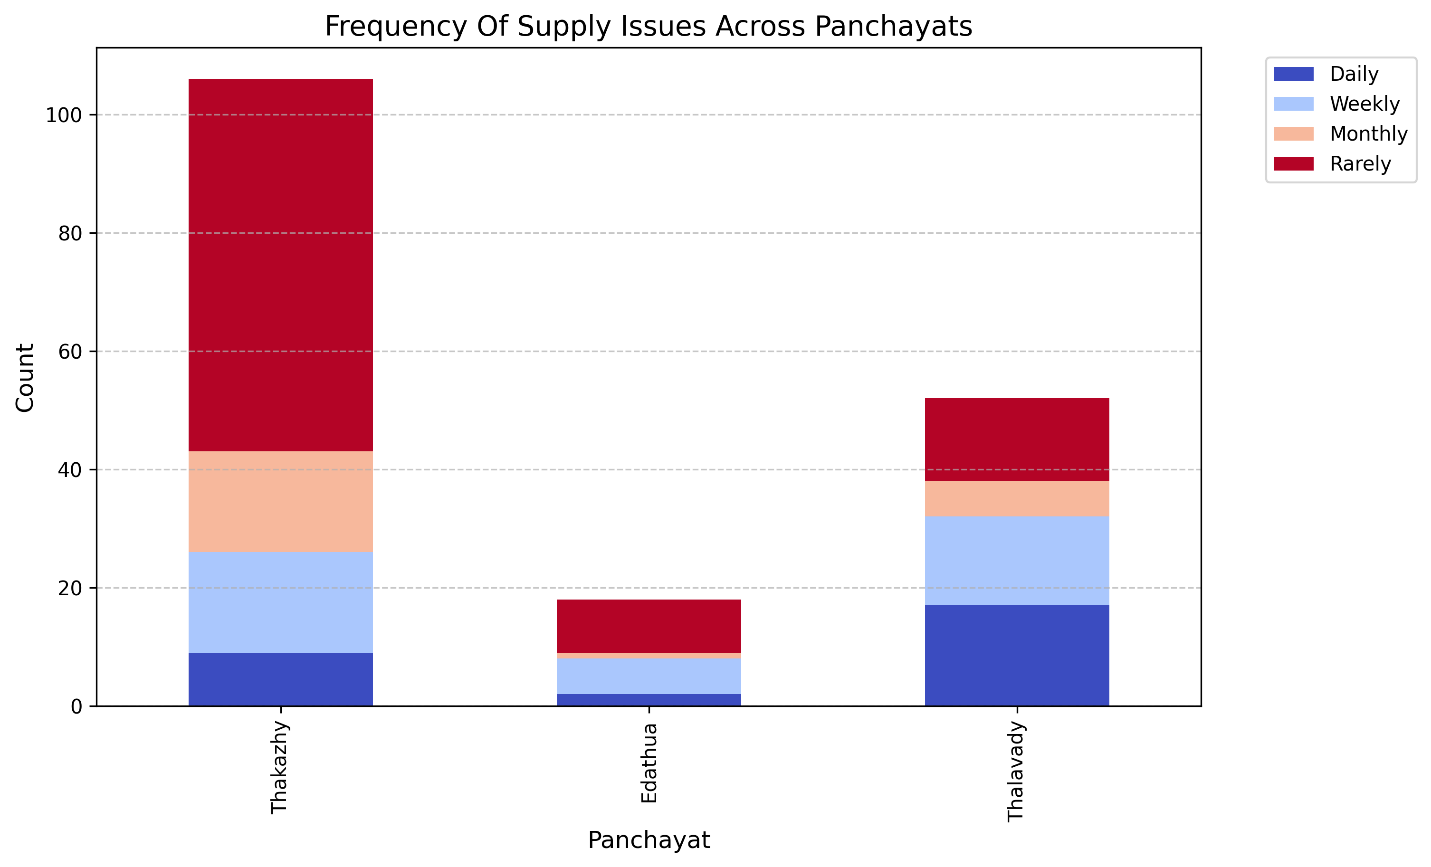 Frequency Of Supply Issues Across Panchayats
Daily
Weekly
Monthly
Rarely
Count
100
80
60
40
20
0
Thakazhy
Edathua
Thalavady
Panchayat